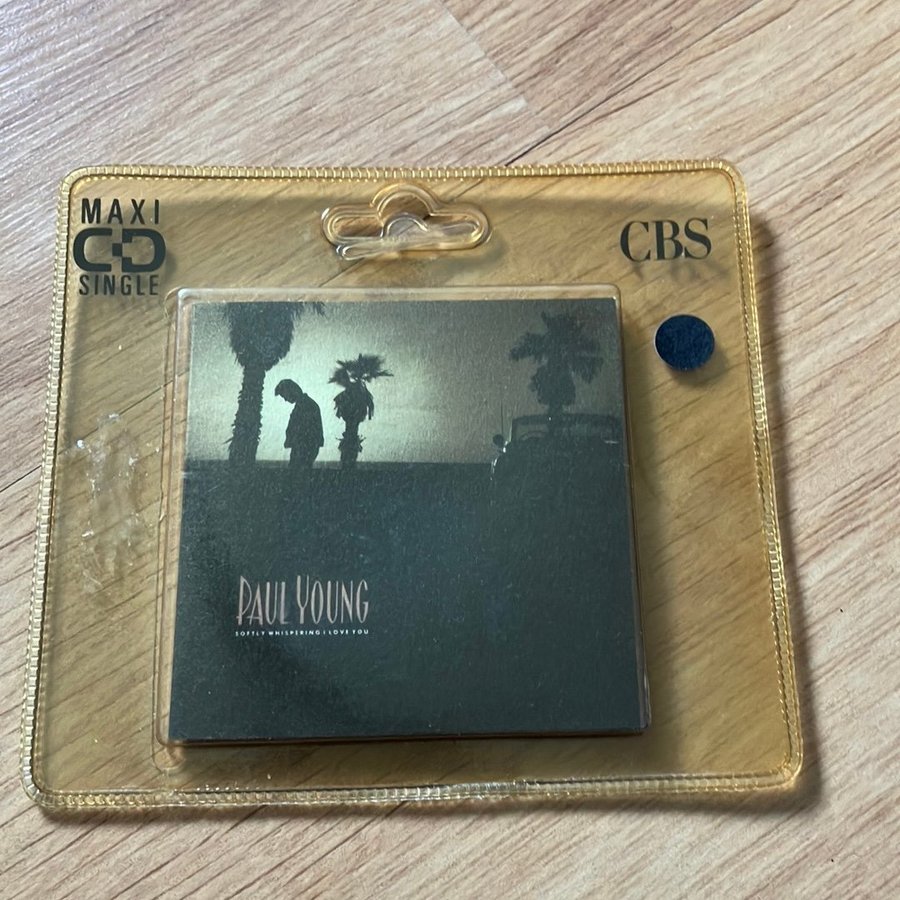 MAXI
CD
SINGLE
CBS
PAUL YOUNG
SOFTLY WHISPERING I LOVE YOU